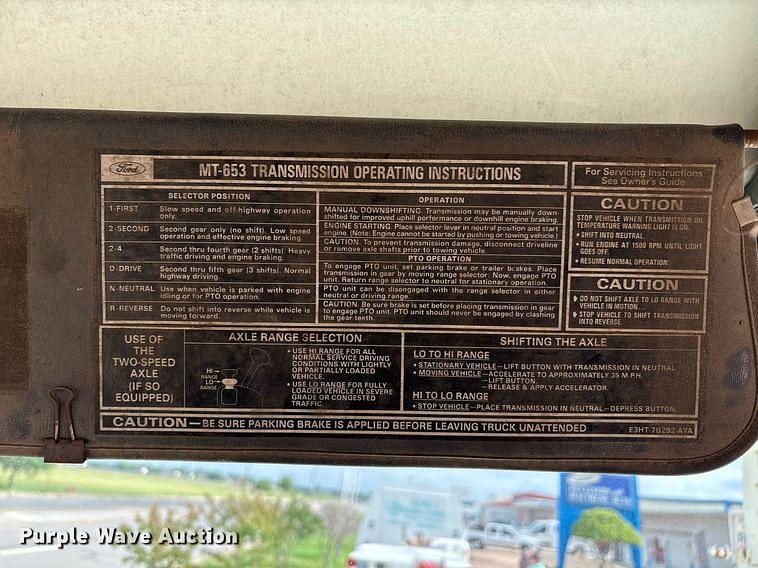 Ford
MT-653 TRANSMISSION OPERATING INSTRUCTIONS
For Servicing Instructions
See Owner's Guide
SELECTOR POSITION
1-FIRST
Slow speed and off-highway operation
only.
2-SECOND
Second gear only (no shift). Low speed
operation and effective engine braking.
2-4
Second thru fourth gear (2 shifts). Heavy
traffic driving and engine braking.
D-DRIVE
Second thru fifth gear (3 shifts). Normal
highway driving.
N-NEUTRAL
Use when vehicle is parked with engine
idling or for PTO operation.
R-REVERSE
Do not shift into reverse while vehicle is
moving forward.
OPERATION
MANUAL DOWNSHIFTING. Transmission may be manually down-
shifted for improved uphill performance or downhill engine braking.
ENGINE STARTING. Place selector lever in neutral position and start
engine. (Note: Engine cannot be started by pushing or towing vehicle.)
CAUTION. To prevent transmission damage, disconnect driveline
or remove axle shafts prior to towing vehicle.
PTO OPERATION
To engage PTO unit, set parking brake or trailer brakes. Place
transmission in gear by moving range selector. Now, engage PTO
unit. Return range selector to neutral for stationary operation.
PTO unit can be disengaged with the range selector in either
neutral or driving range.
CAUTION. Be sure brake is set before placing transmission in gear
to engage PTO unit. PTO unit should never be engaged by clashing
the gear teeth.
CAUTION
STOP VEHICLE WHEN TRANSMISSION OIL
TEMPERATURE WARNING LIGHT IS ON.
• SHIFT INTO NEUTRAL
• RUN ENGINE AT 1500 RPM UNTIL LIGHT
GOES OFF.
• RESUME NORMAL OPERATION.
CAUTION
• DO NOT SHIFT AXLE TO LO RANGE WITH
VEHICLE IN MOTION.
• STOP VEHICLE TO SHIFT TRANSMISSION
INTO REVERSE.
USE OF
THE
TWO-SPEED
AXLE
(IF SO
EQUIPPED)
AXLE RANGE SELECTION
HI
RANGE
LO
RANGE
• USE HI RANGE FOR ALL
NORMAL SERVICE DRIVING
CONDITIONS WITH LIGHTLY
OR PARTIALLY LOADED
VEHICLE.
• USE LO RANGE FOR FULLY
LOADED VEHICLE IN SEVERE
GRADE OR CONGESTED
TRAFFIC.
SHIFTING THE AXLE
LO TO HI RANGE
• STATIONARY VEHICLE—LIFT BUTTON WITH TRANSMISSION IN NEUTRAL
• MOVING VEHICLE—ACCELERATE TO APPROXIMATELY 35 M.P.H.
—LIFT BUTTON
—RELEASE & APPLY ACCELERATOR.
HI TO LO RANGE
• STOP VEHICLE—PLACE TRANSMISSION IN NEUTRAL—DEPRESS BUTTON.
CAUTION—BE SURE PARKING BRAKE IS APPLIED BEFORE LEAVING TRUCK UNATTENDED
E3HT-7B292-AYA
Purple Wave Auction